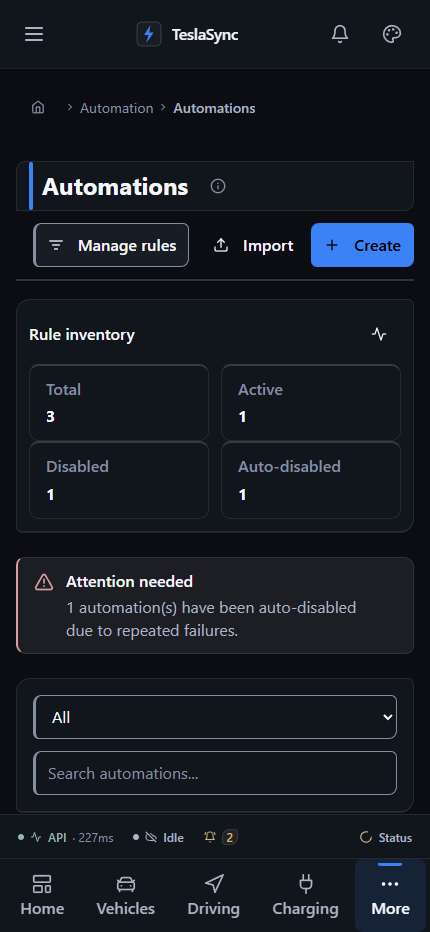 TeslaSync
Automation
Automations
Automations
Manage rules
Import
Create
Rule inventory
Total
3
Active
1
Disabled
1
Auto-disabled
1
Attention needed
1 automation(s) have been auto-disabled
due to repeated failures.
All
Search automations...
API · 227ms
Idle
2
Status
Home
Vehicles
Driving
Charging
More